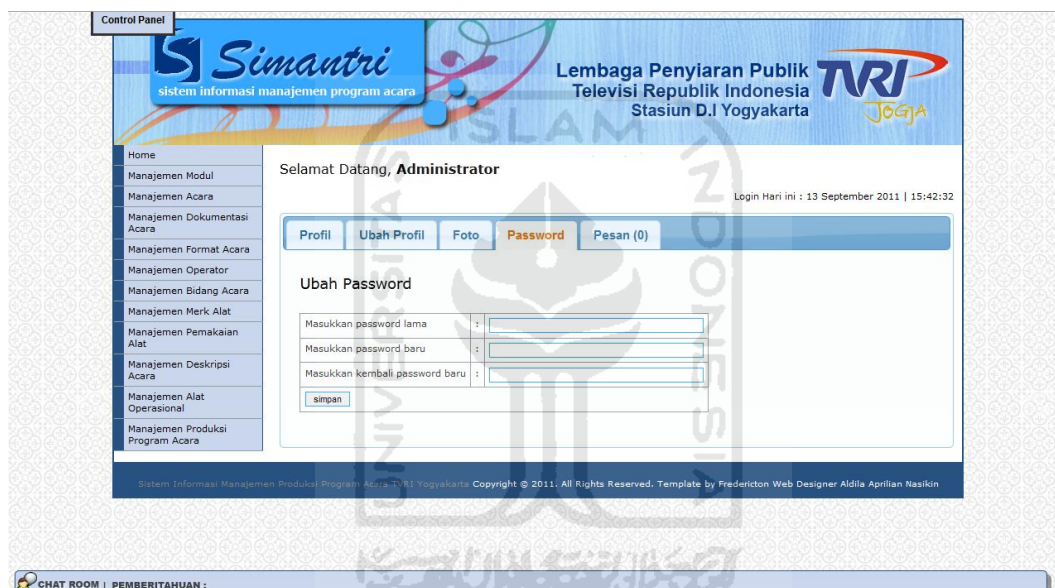 Control Panel
Simantri
sistem informasi manajemen program acara
Lembaga Penyiaran Publik
Televisi Republik Indonesia
Stasiun D.I Yogyakarta
TVRI
JOGJA
Home
Manajemen Modul
Manajemen Acara
Manajemen Dokumentasi
Acara
Manajemen Format Acara
Manajemen Operator
Manajemen Bidang Acara
Manajemen Merk Alat
Manajemen Pemakaian
Alat
Manajemen Deskripsi
Acara
Manajemen Alat
Operasional
Manajemen Produksi
Program Acara
Selamat Datang, Administrator
Login Hari ini : 13 September 2011 | 15:42:32
Profil
Ubah Profil
Foto
Password
Pesan (0)
Ubah Password
Masukkan password lama :
Masukkan password baru :
Masukkan kembali password baru :
simpan
Sistem Informasi Manajemen Produksi Program Acara TVRI Yogyakarta Copyright © 2011. All Rights Reserved. Template by Fredericton Web Designer Aldila Aprilian Nasikin
CHAT ROOM | PEMBERITAHUAN :
UNIVERSITAS
ISLAM
INDONESIA